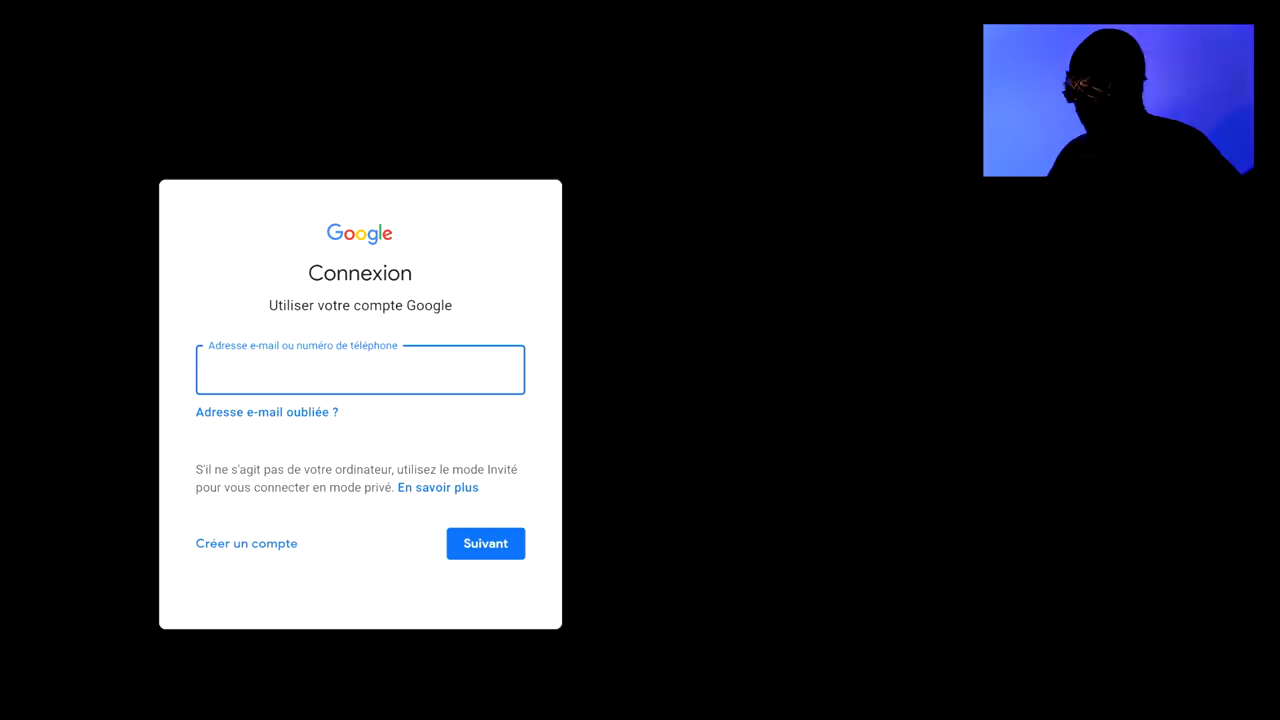 Google
Connexion
Utiliser votre compte Google
Adresse e-mail ou numéro de téléphone
Adresse e-mail oubliée ?
S'il ne s'agit pas de votre ordinateur, utilisez le mode Invité
pour vous connecter en mode privé. En savoir plus
Créer un compte
Suivant